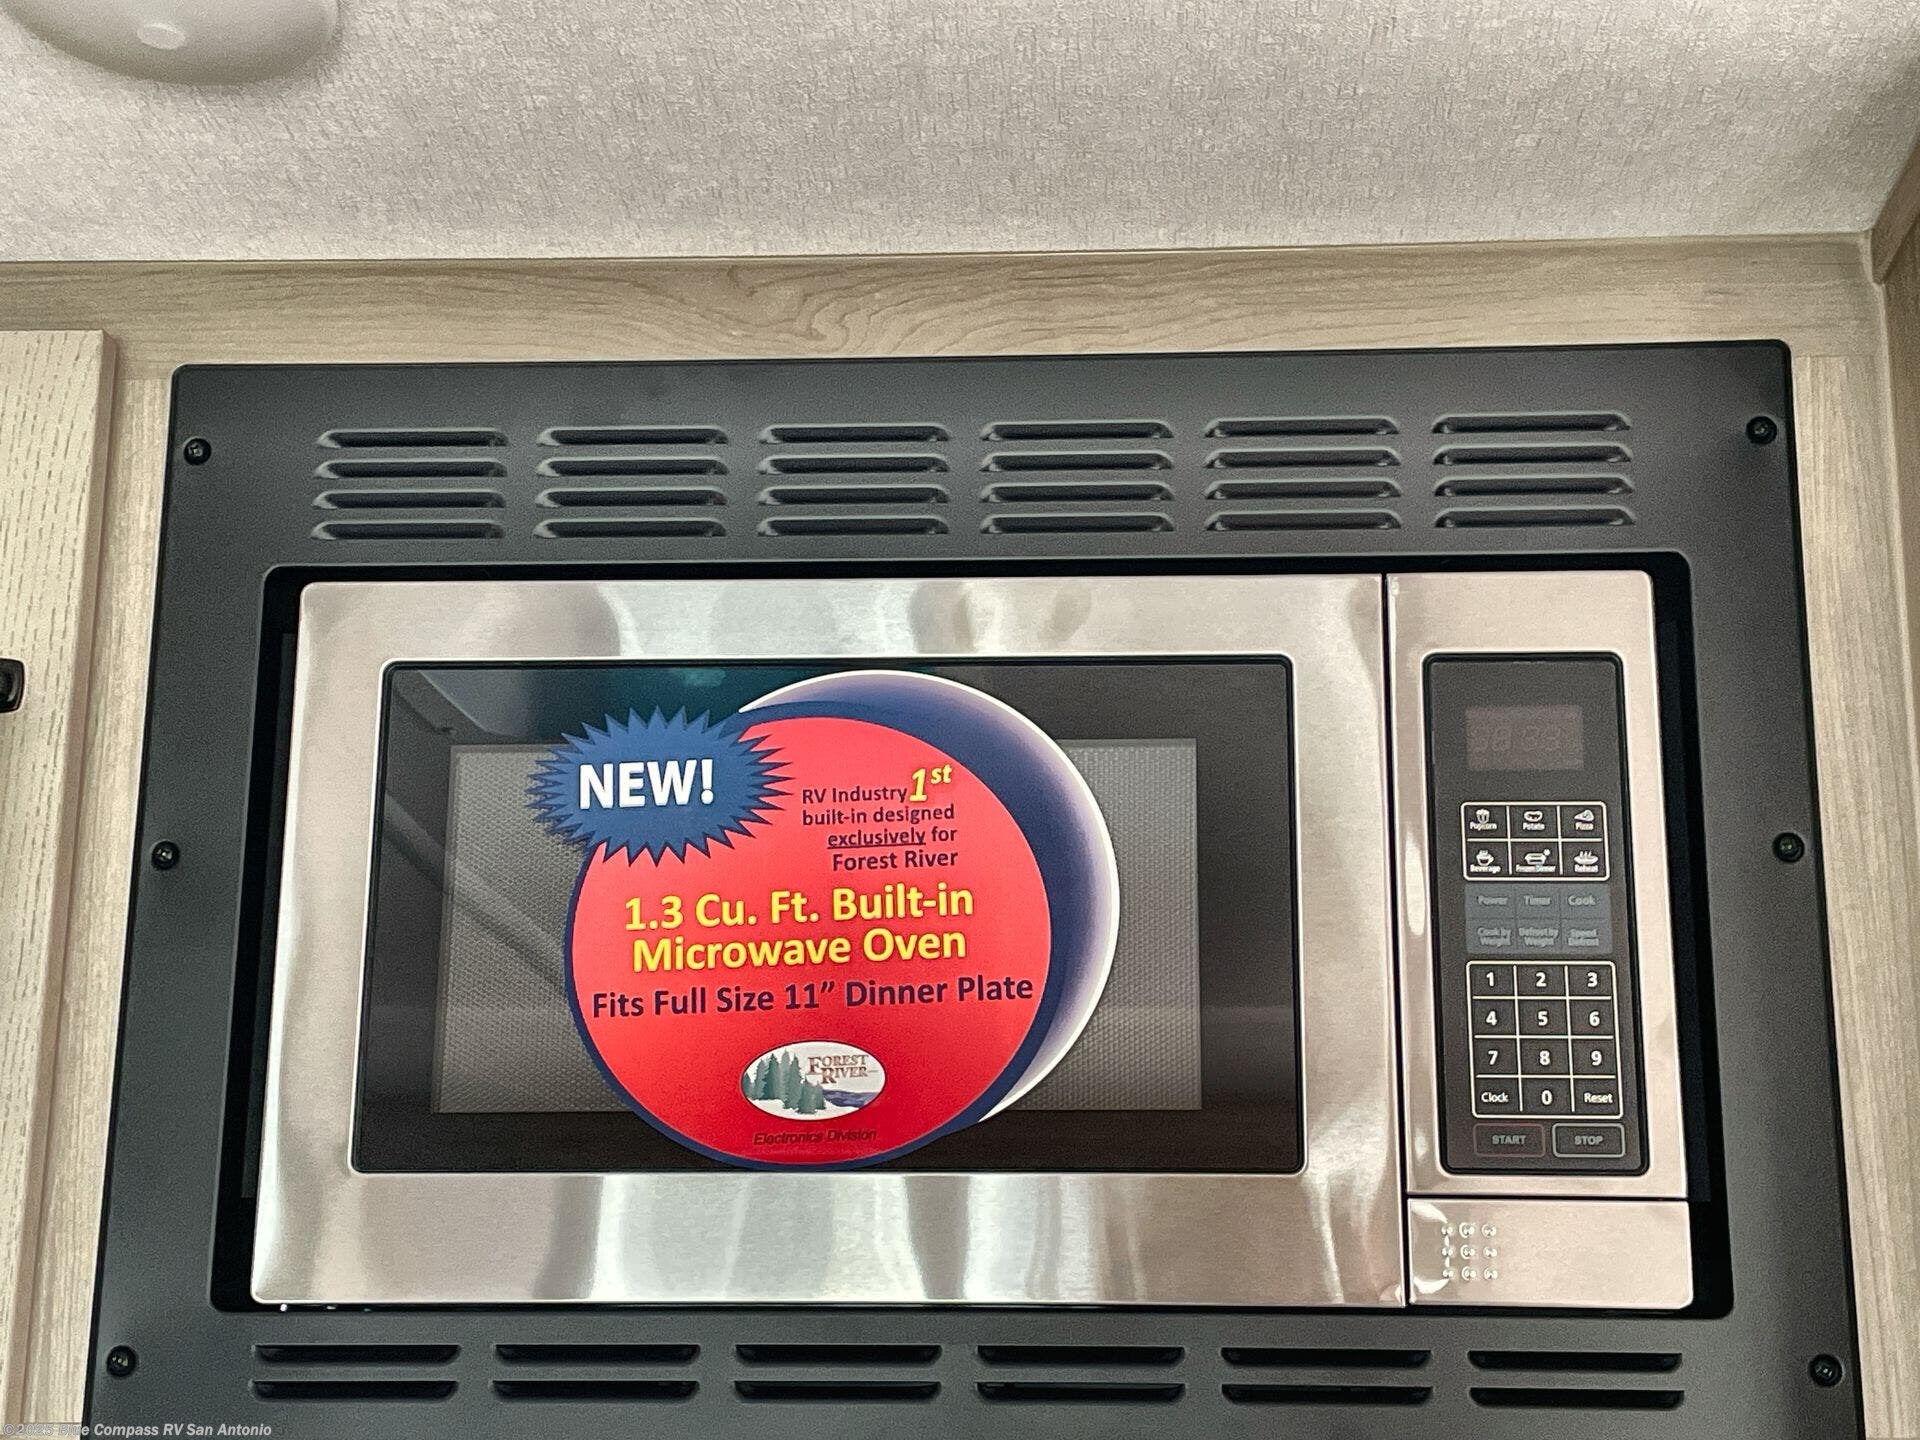 NEW!
RV Industry 1st
built-in designed
exclusively for
Forest River
1.3 Cu. Ft. Built-in
Microwave Oven
Fits Full Size 11” Dinner Plate
FOREST
RIVER
Electronics Division
Popcorn Potato Pizza
Beverage Frozen Dinner Reheat
Power Timer Cook
Cook by Weight Defrost by Weight Speed Defrost
1 2 3
4 5 6
7 8 9
Clock 0 Reset
START STOP
Compass RV San Antonio